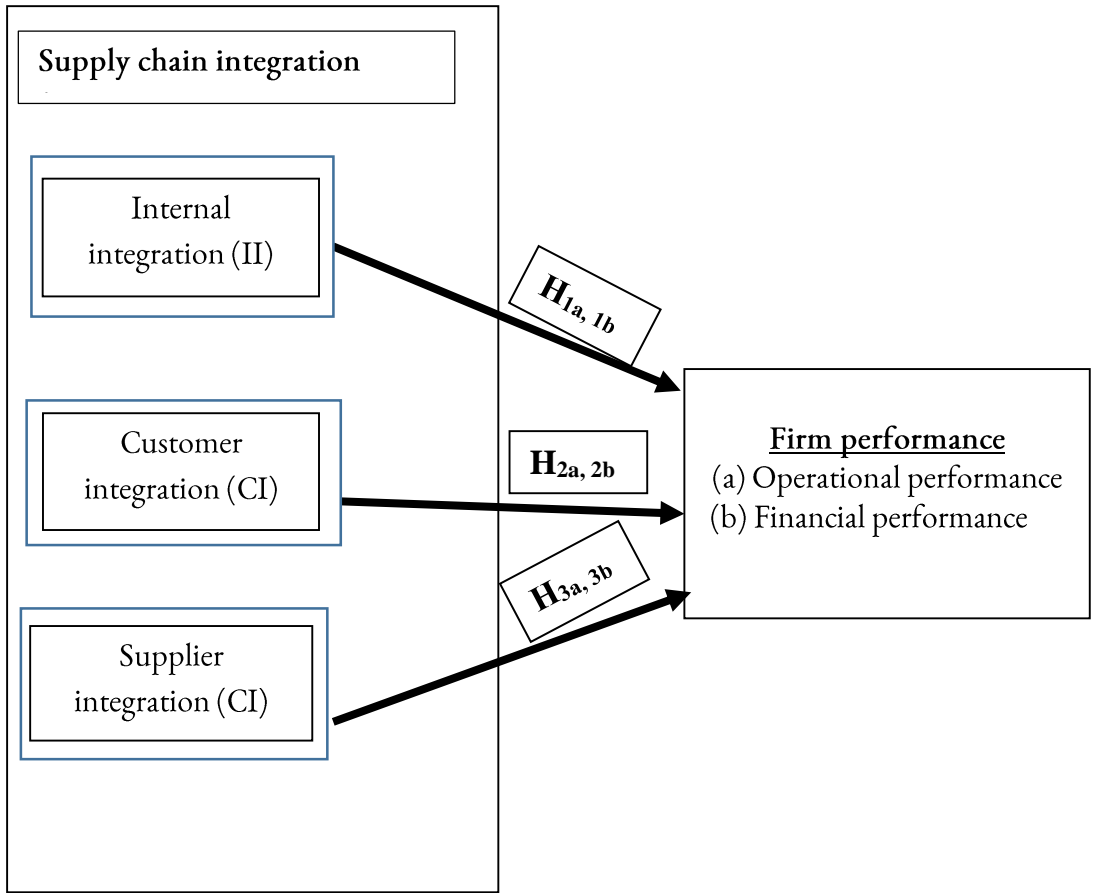 Supply chain integration
Internal
integration (II)
H1a, 1b
Customer
integration (CI)
H2a, 2b
Firm performance
(a) Operational performance
(b) Financial performance
H3a, 3b
Supplier
integration (CI)